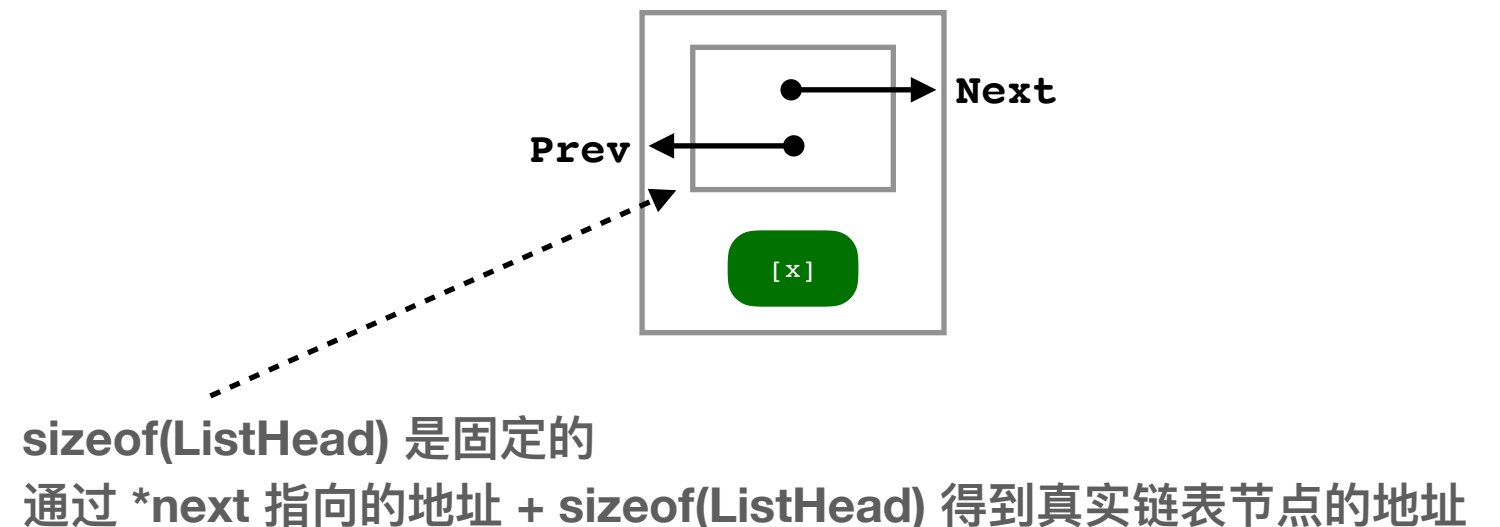 Next
Prev
[x]
sizeof(ListHead) 是固定的
通过 *next 指向的地址 + sizeof(ListHead) 得到真实链表节点的地址